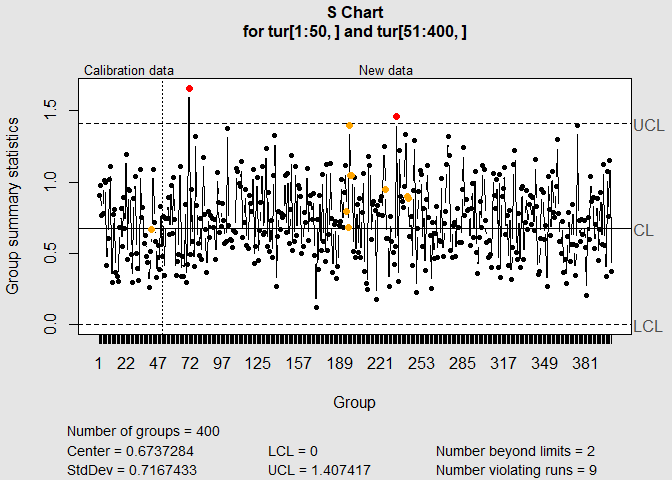 S Chart
for tur[1:50, ] and tur[51:400, ]
Calibration data New data
Group summary statistics
1.5
1.0
0.5
0.0
UCL
CL
LCL
1 22 47 72 97 125 157 189 221 253 285 317 349 381
Group
Number of groups = 400
Center = 0.6737284 LCL = 0 Number beyond limits = 2
StdDev = 0.7167433 UCL = 1.407417 Number violating runs = 9